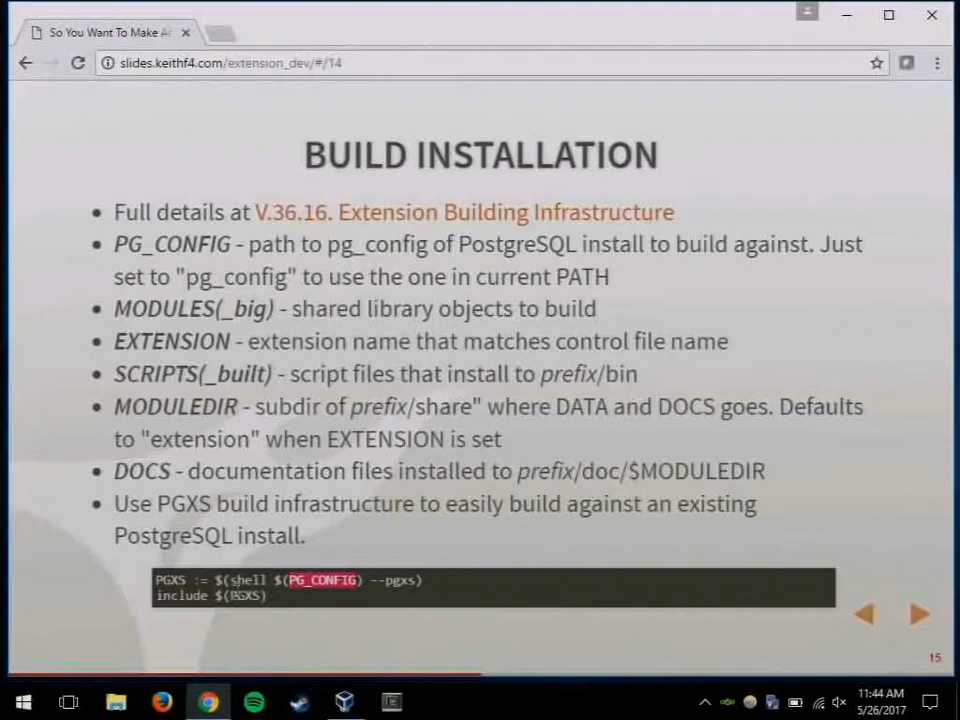 So You Want To Make A
slides.keithf4.com/extension_dev/#/14
BUILD INSTALLATION
• Full details at V.36.16. Extension Building Infrastructure
• PG_CONFIG - path to pg_config of PostgreSQL install to build against. Just
set to "pg_config" to use the one in current PATH
• MODULES(_big) - shared library objects to build
• EXTENSION - extension name that matches control file name
• SCRIPTS(_built) - script files that install to prefix/bin
• MODULEDIR - subdir of prefix/share" where DATA and DOCS goes. Defaults
to "extension" when EXTENSION is set
• DOCS - documentation files installed to prefix/doc/$MODULEDIR
• Use PGXS build infrastructure to easily build against an existing
PostgreSQL install.
PGXS := $(shell $(PG_CONFIG) --pgxs)
include $(PGXS)
15
11:44 AM
5/26/2017